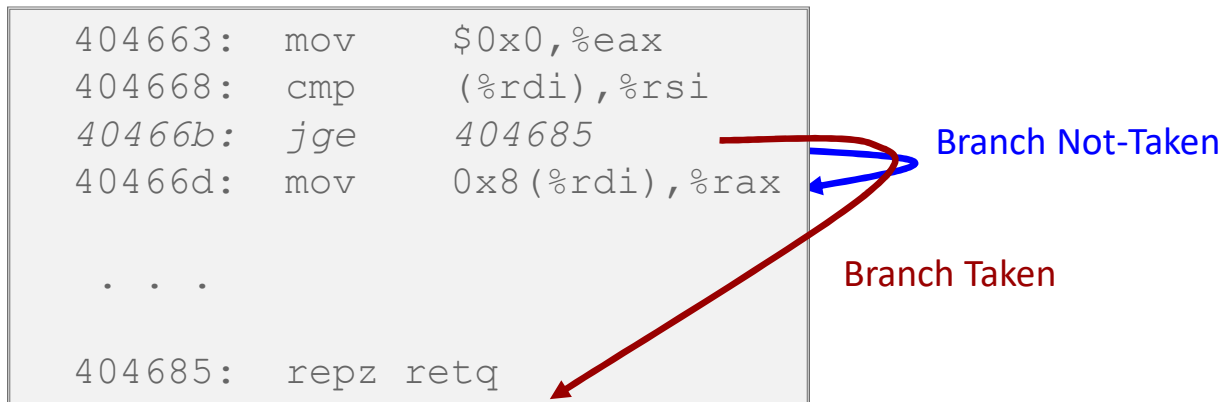 404663: mov $0x0,%eax
404668: cmp (%rdi),%rsi
40466b: jge 404685
40466d: mov 0x8(%rdi),%rax
. . .
404685: repz retq
Branch Not-Taken
Branch Taken